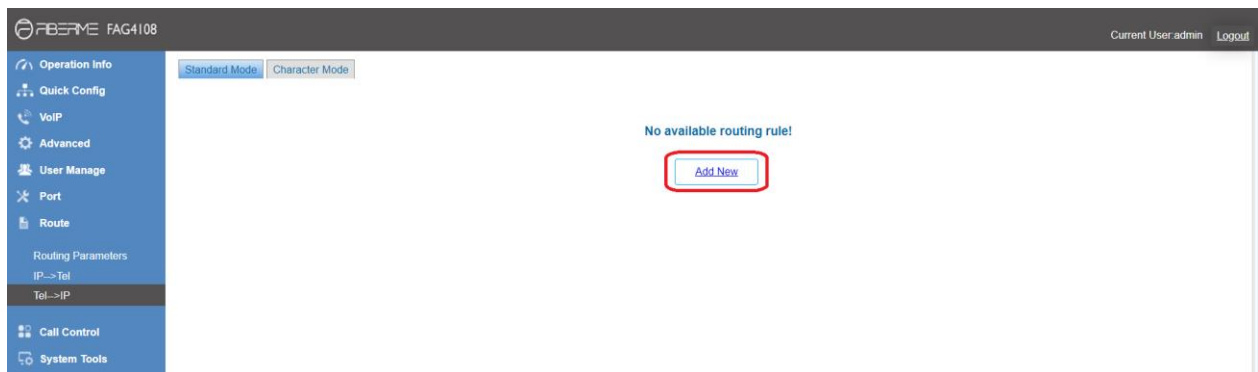 FIBERME FAG4108
Current User:admin Logout
Operation Info
Quick Config
VoIP
Advanced
User Manage
Port
Route
Routing Parameters
IP-->Tel
Tel-->IP
Call Control
System Tools
Standard Mode Character Mode
No available routing rule!
Add New